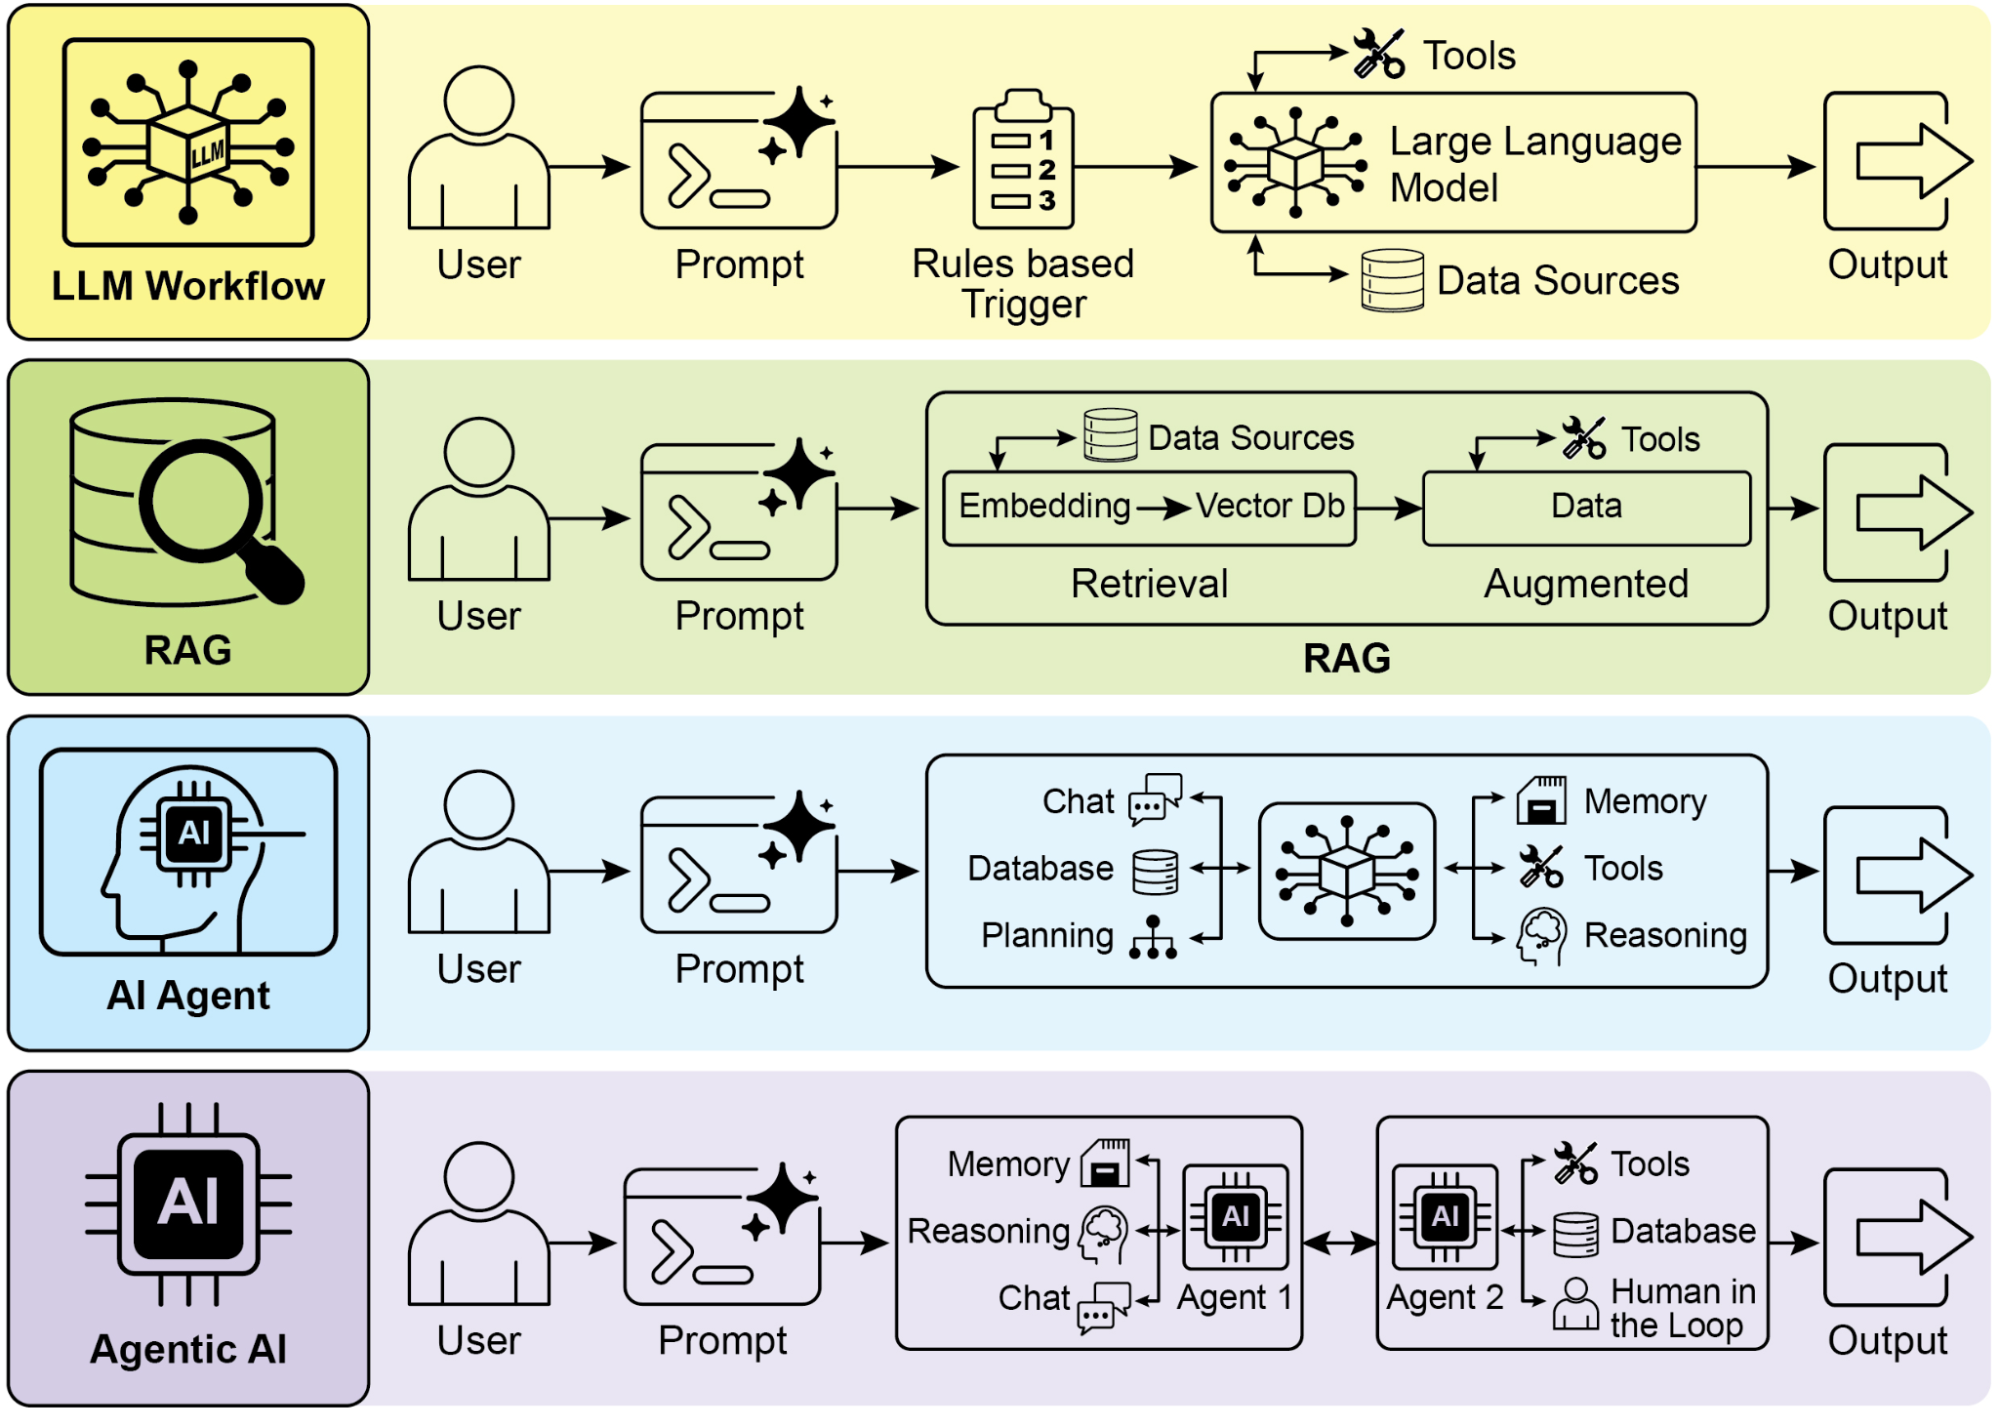 LLM
LLM Workflow
User
Prompt
1
2
3
Rules based
Trigger
Tools
Large Language
Model
Data Sources
Output
RAG
User
Prompt
Data Sources
Embedding
Vector Db
Retrieval
Tools
Data
Augmented
RAG
Output
AI
AI Agent
User
Prompt
Chat
Database
Planning
Memory
Tools
Reasoning
Output
AI
Agentic AI
User
Prompt
Memory
Reasoning
Chat
AI
Agent 1
AI
Agent 2
Tools
Database
Human in
the Loop
Output